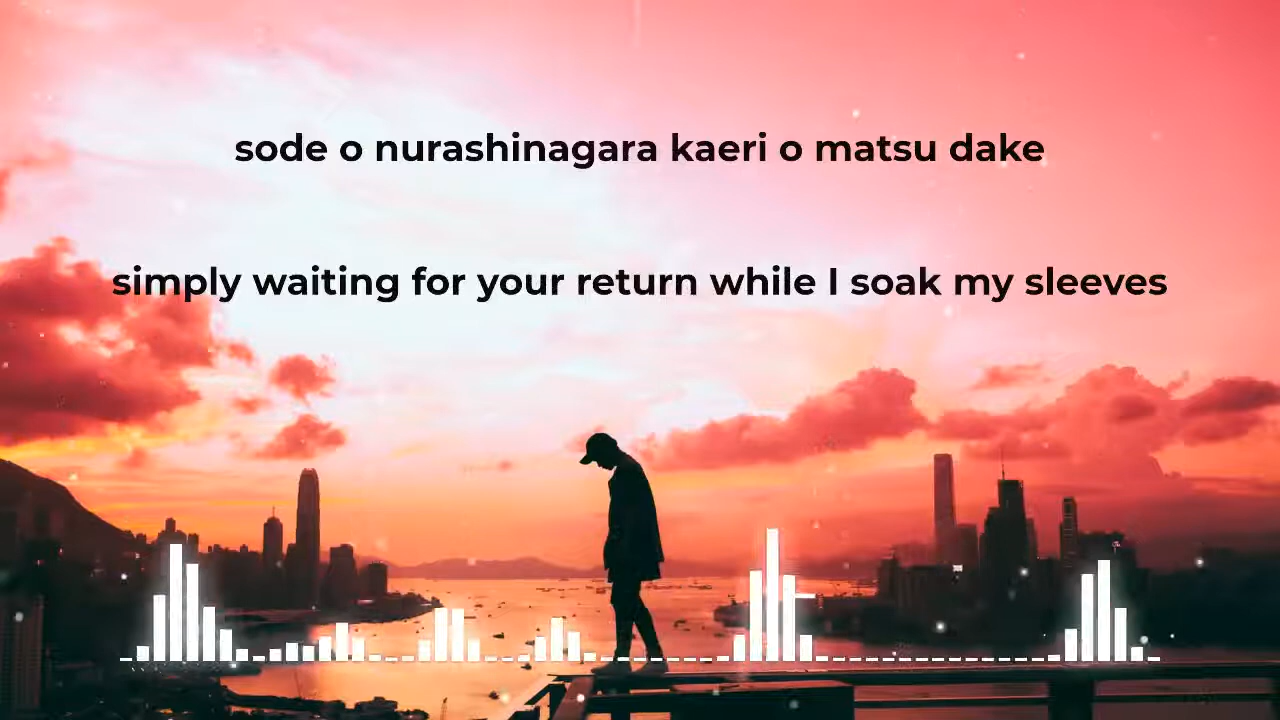 sode o nurashinagara kaeri o matsu dake
simply waiting for your return while I soak my sleeves